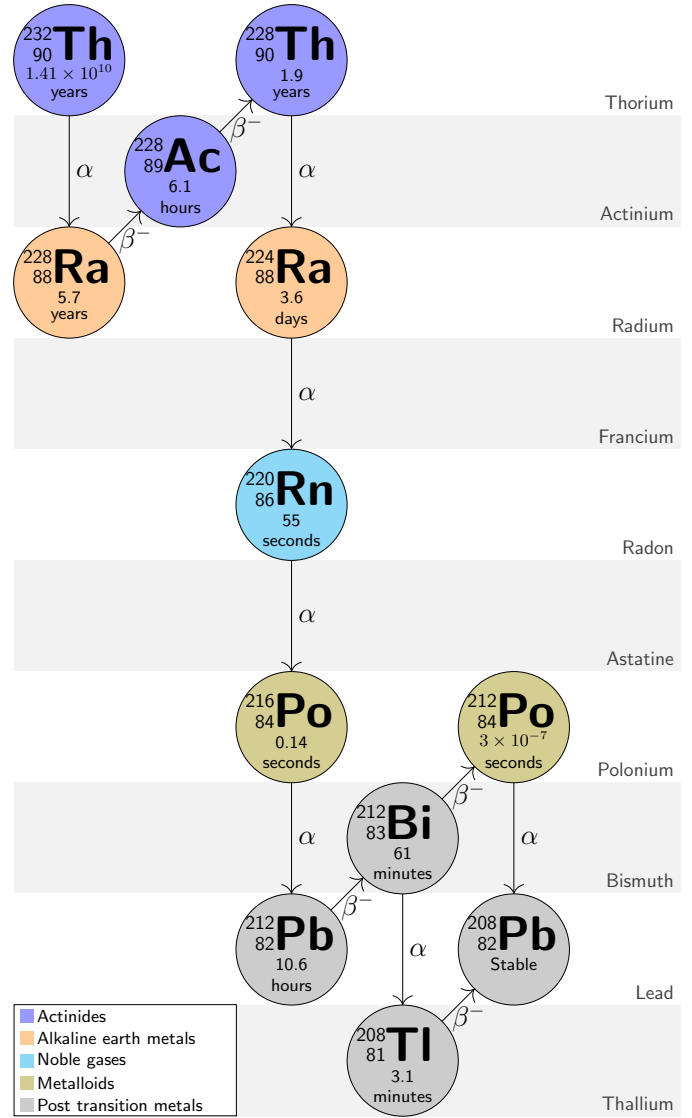 232 90 Th 1.41 × 10^10 years
228 90 Th 1.9 years
Thorium
α
β⁻
α
228 89 Ac 6.1 hours
Actinium
β⁻
228 88 Ra 5.7 years
224 88 Ra 3.6 days
Radium
α
Francium
220 86 Rn 55 seconds
Radon
α
Astatine
216 84 Po 0.14 seconds
212 84 Po 3 × 10^−7 seconds
Polonium
β⁻
α
212 83 Bi 61 minutes
α
Bismuth
β⁻
212 82 Pb 10.6 hours
α
208 82 Pb Stable
Lead
β⁻
208 81 Tl 3.1 minutes
Thallium
Actinides
Alkaline earth metals
Noble gases
Metalloids
Post transition metals